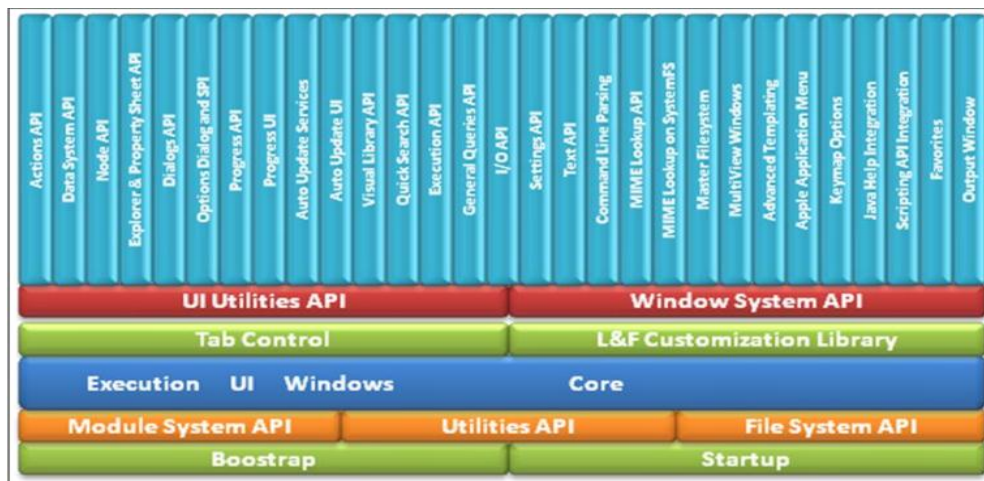 Actions API
Data System API
Node API
Explorer & Property Sheet API
Dialogs API
Options Dialog and SPI
Progress API
Progress UI
Auto Update Services
Auto Update UI
Visual Library API
Quick Search API
Execution API
General Queries API
I/O API
Settings API
Text API
Command Line Parsing
MIME Lookup API
MIME Lookup on SystemFS
Master Filesystem
MultiView Windows
Advanced Templating
Apple Application Menu
Keymap Options
Java Help Integration
Scripting API Integration
Favorites
Output Window
UI Utilities API
Window System API
Tab Control
L&F Customization Library
Execution UI Windows Core
Module System API
Utilities API
File System API
Boostrap
Startup